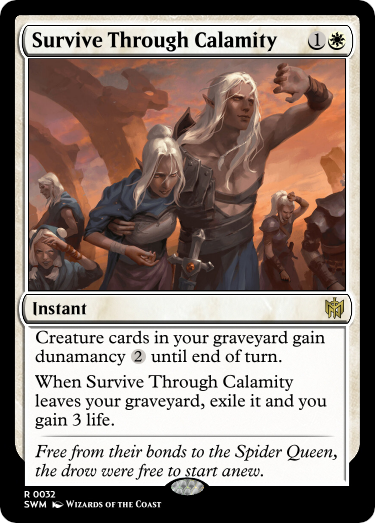 Survive Through Calamity 1
Instant
Creature cards in your graveyard gain
dunamancy 2 until end of turn.
When Survive Through Calamity
leaves your graveyard, exile it and you
gain 3 life.
Free from their bonds to the Spider Queen,
the drow were free to start anew.
R 0032
SWM Wizards of the Coast